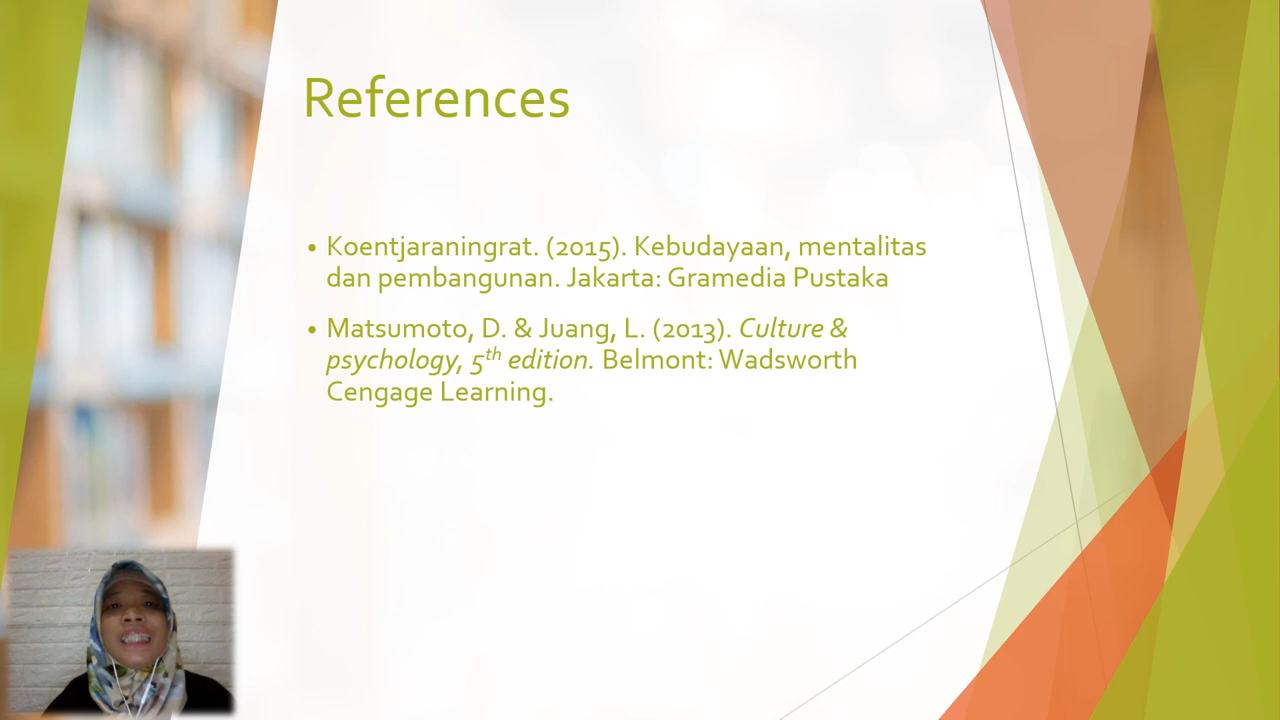 References
• Koentjaraningrat. (2015). Kebudayaan, mentalitas
dan pembangunan. Jakarta: Gramedia Pustaka
• Matsumoto, D. & Juang, L. (2013). Culture &
psychology, 5th edition. Belmont: Wadsworth
Cengage Learning.